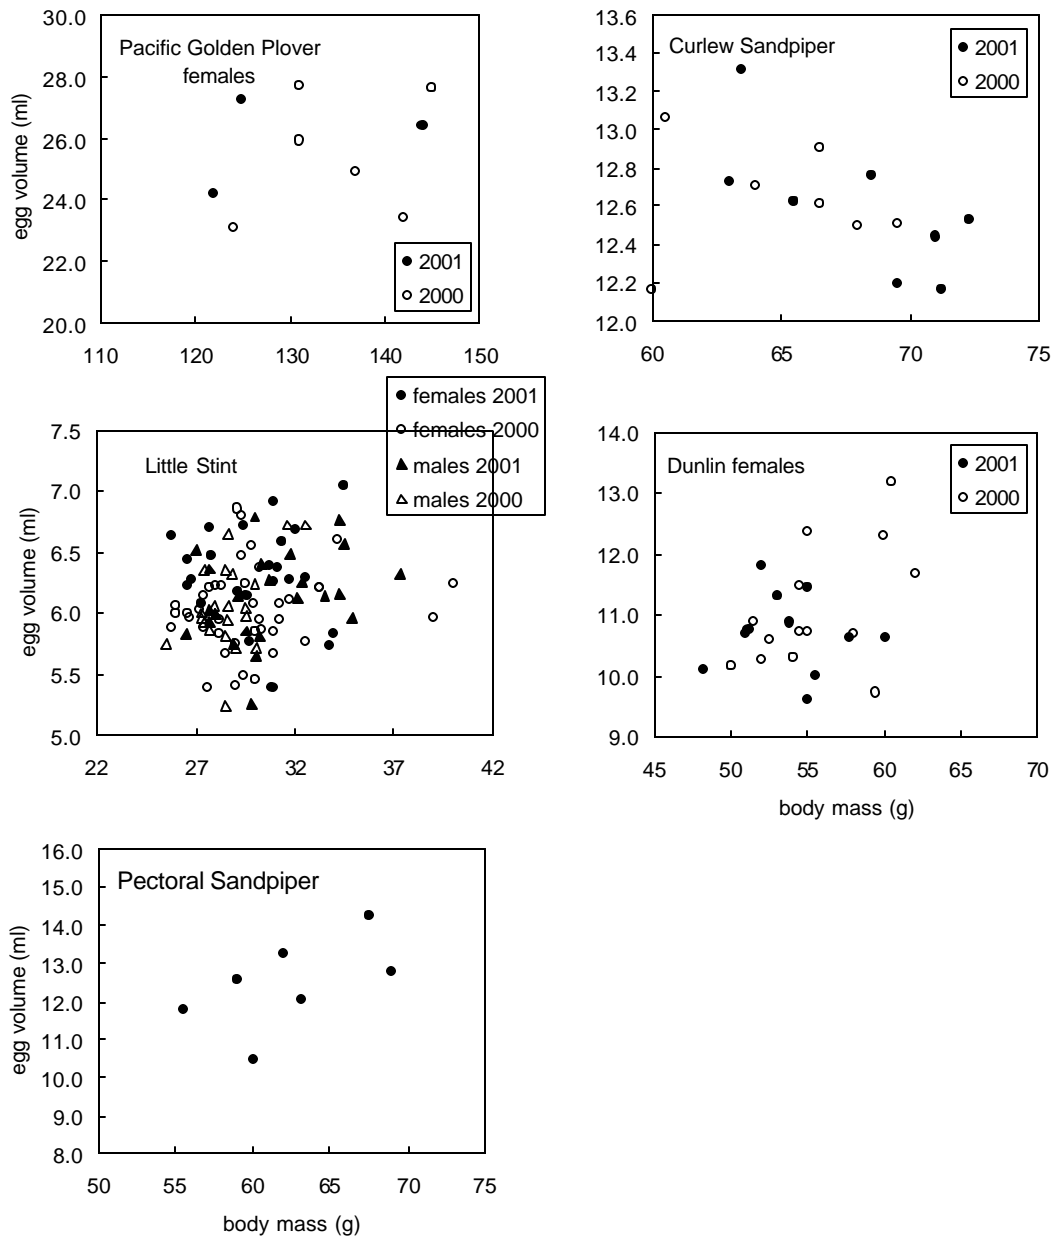 30.0
28.0
26.0
24.0
22.0
20.0
egg volume (ml)
Pacific Golden Plover
females
2001
2000
110 120 130 140 150
13.6
13.4
13.2
13.0
12.8
12.6
12.4
12.2
12.0
Curlew Sandpiper
2001
2000
60 65 70 75
females 2001
females 2000
males 2001
males 2000
7.5
7.0
6.5
6.0
5.5
5.0
egg volume (ml)
Little Stint
22 27 32 37 42
14.0
13.0
12.0
11.0
10.0
9.0
Dunlin females
2001
2000
45 50 55 60 65 70
body mass (g)
16.0
15.0
14.0
13.0
12.0
11.0
10.0
9.0
8.0
egg volume (ml)
Pectoral Sandpiper
50 55 60 65 70 75
body mass (g)